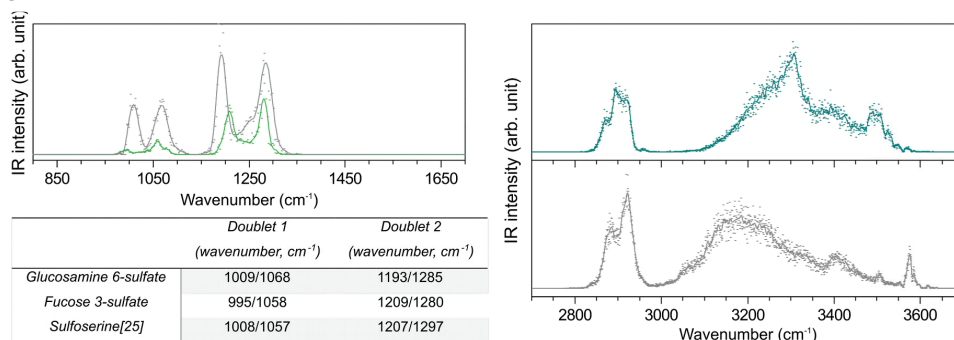 IR intensity (arb. unit)
850 1050 1250 1450 1650
Wavenumber (cm-1)
Doublet 1 Doublet 2
(wavenumber, cm-1) (wavenumber, cm-1)
Glucosamine 6-sulfate 1009/1068 1193/1285
Fucose 3-sulfate 995/1058 1209/1280
Sulfoserine[25] 1008/1057 1207/1297
IR intensity (arb. unit)
2800 3000 3200 3400 3600
Wavenumber (cm-1)